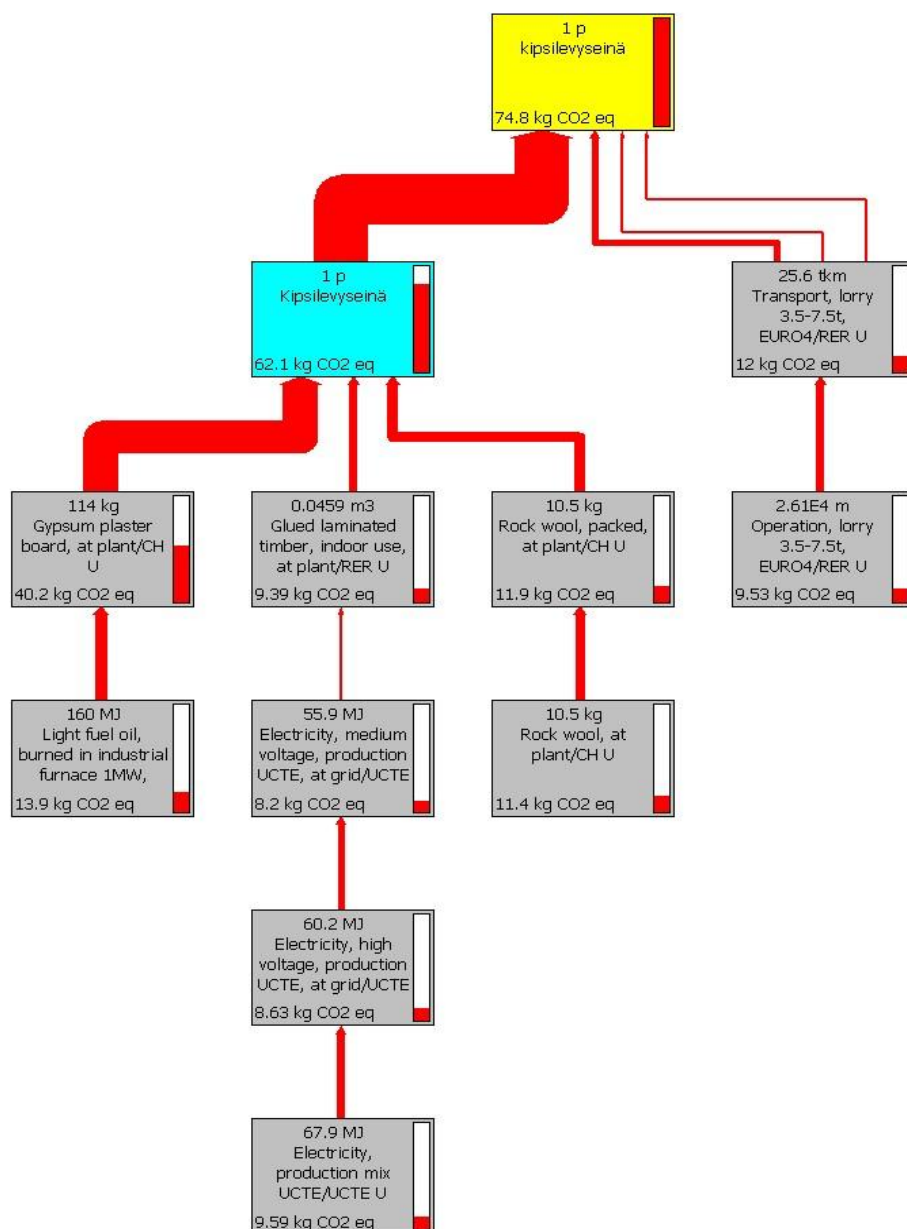 1 p
kipsilevyseinä
74.8 kg CO2 eq
1 p
Kipsilevyseinä
62.1 kg CO2 eq
25.6 tkm
Transport, lorry
3.5-7.5t,
EURO4/RER U
12 kg CO2 eq
114 kg
Gypsum plaster
board, at plant/CH
U
40.2 kg CO2 eq
0.0459 m3
Glued laminated
timber, indoor use,
at plant/RER U
9.39 kg CO2 eq
10.5 kg
Rock wool, packed,
at plant/CH U
11.9 kg CO2 eq
2.61E4 m
Operation, lorry
3.5-7.5t,
EURO4/RER U
9.53 kg CO2 eq
160 MJ
Light fuel oil,
burned in industrial
furnace 1MW,
13.9 kg CO2 eq
55.9 MJ
Electricity, medium
voltage, production
UCTE, at grid/UCTE
8.2 kg CO2 eq
10.5 kg
Rock wool, at
plant/CH U
11.4 kg CO2 eq
60.2 MJ
Electricity, high
voltage, production
UCTE, at grid/UCTE
8.63 kg CO2 eq
67.9 MJ
Electricity,
production mix
UCTE/UCTE U
9.59 kg CO2 eq